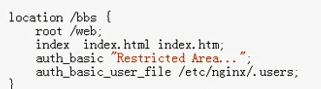 location /bbs {
    root /web;
    index  index.html index.htm;
    auth_basic "Restricted Area...";
    auth_basic_user_file /etc/nginx/.users;
}